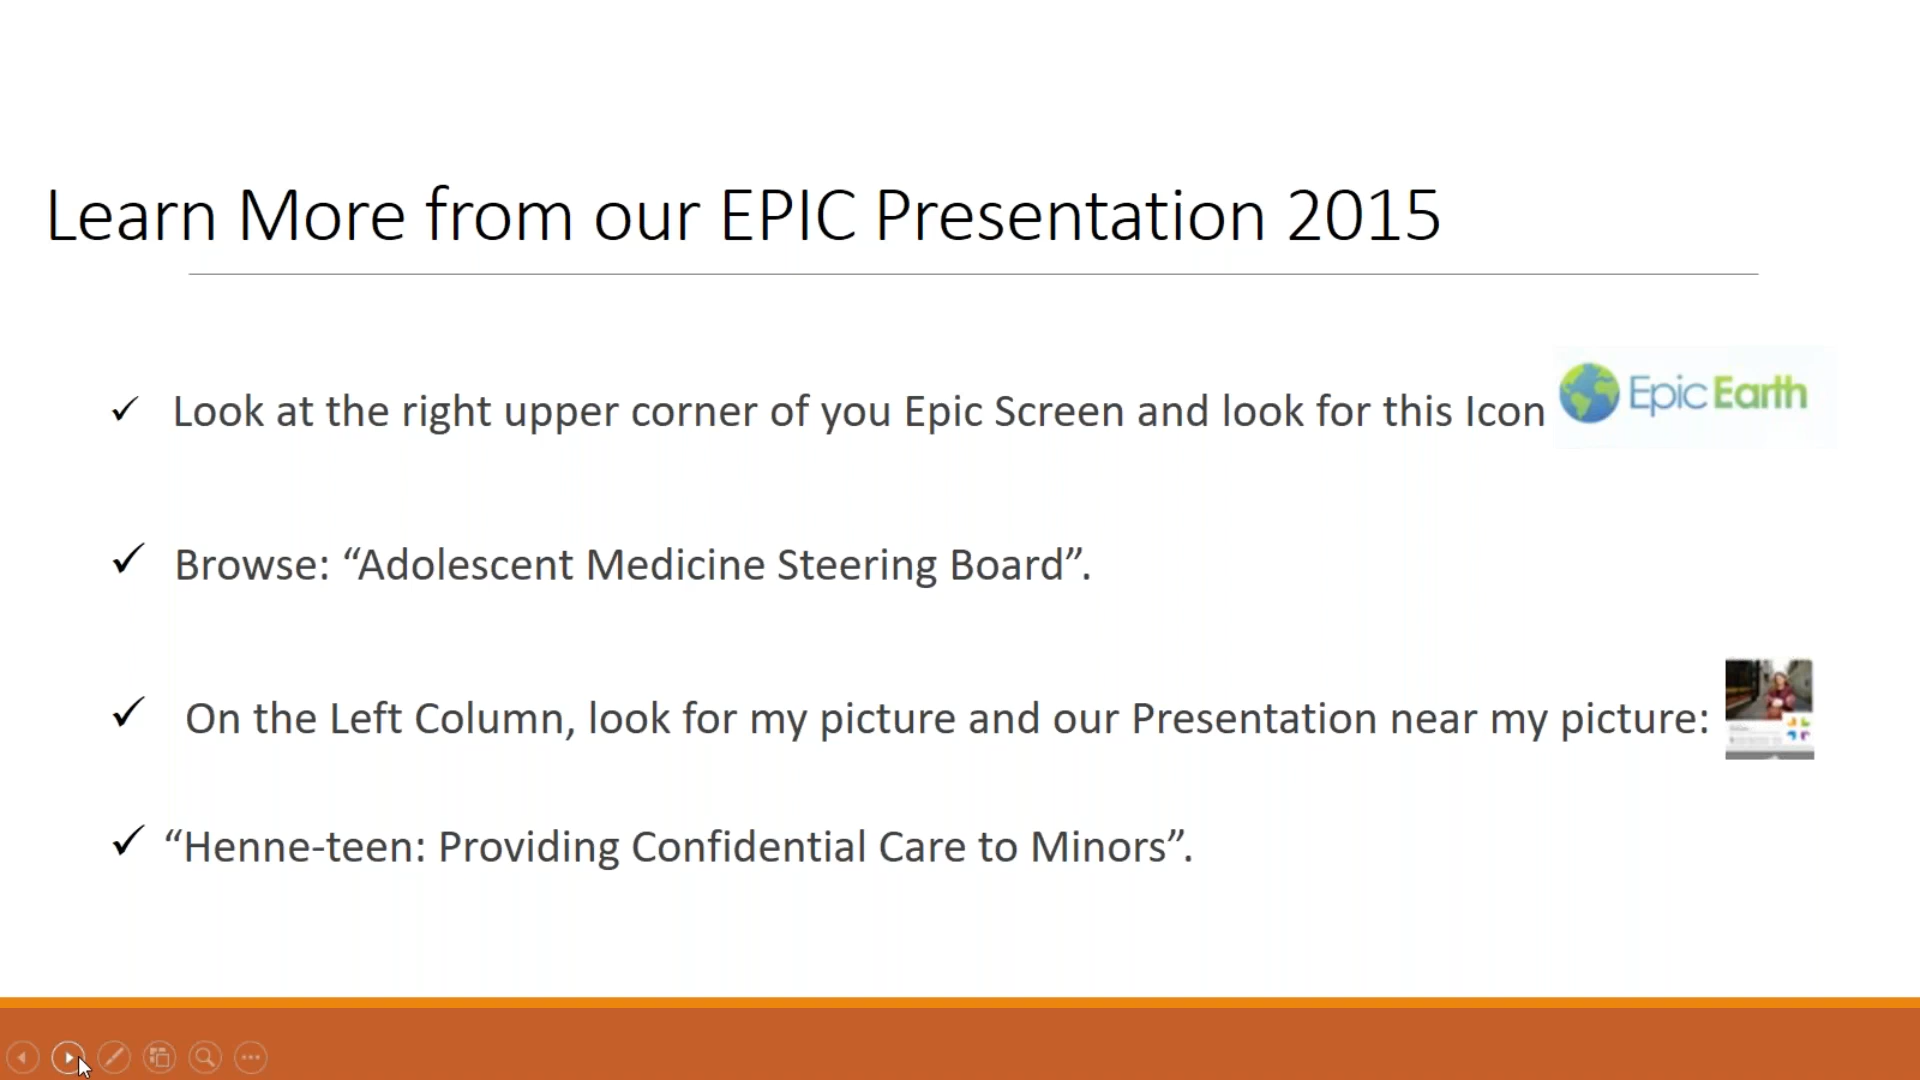 Learn More from our EPIC Presentation 2015
✓ Look at the right upper corner of you Epic Screen and look for this Icon Epic Earth
✓ Browse: “Adolescent Medicine Steering Board”.
✓ On the Left Column, look for my picture and our Presentation near my picture:
✓ “Henne-teen: Providing Confidential Care to Minors”.